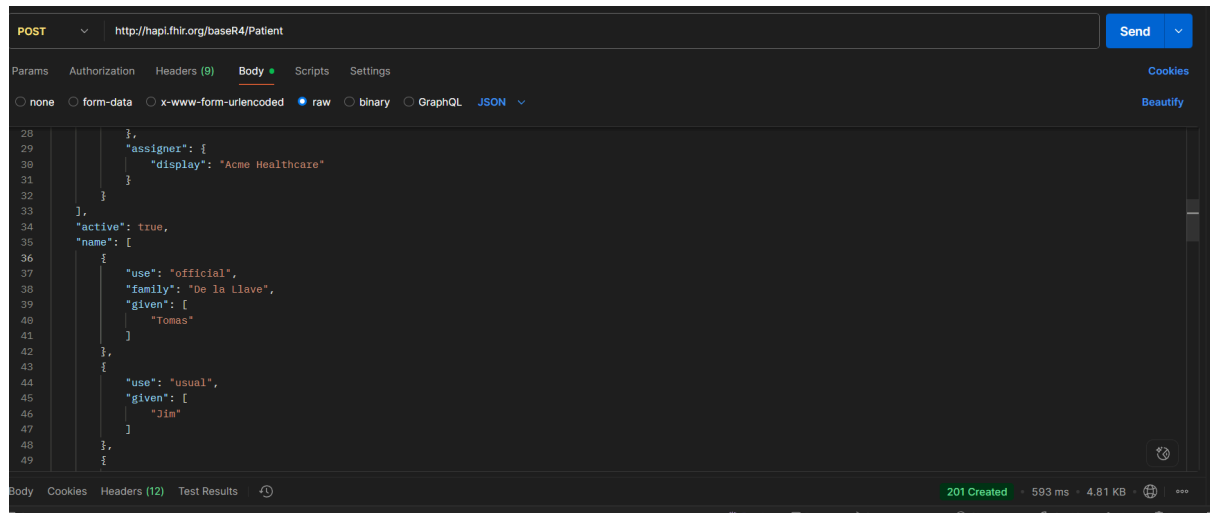 POST http://hapi.fhir.org/baseR4/Patient Send
Params Authorization Headers (9) Body Scripts Settings Cookies
none form-data x-www-form-urlencoded raw binary GraphQL JSON Beautify
28 },
29 "assigner": {
30 "display": "Acme Healthcare"
31 }
32 }
33 ],
34 "active": true,
35 "name": [
36 {
37 "use": "official",
38 "family": "De la Llave",
39 "given": [
40 "Tomas"
41 ]
42 },
43 {
44 "use": "usual",
45 "given": [
46 "Jim"
47 ]
48 },
49 {
Body Cookies Headers (12) Test Results 201 Created 593 ms 4.81 KB